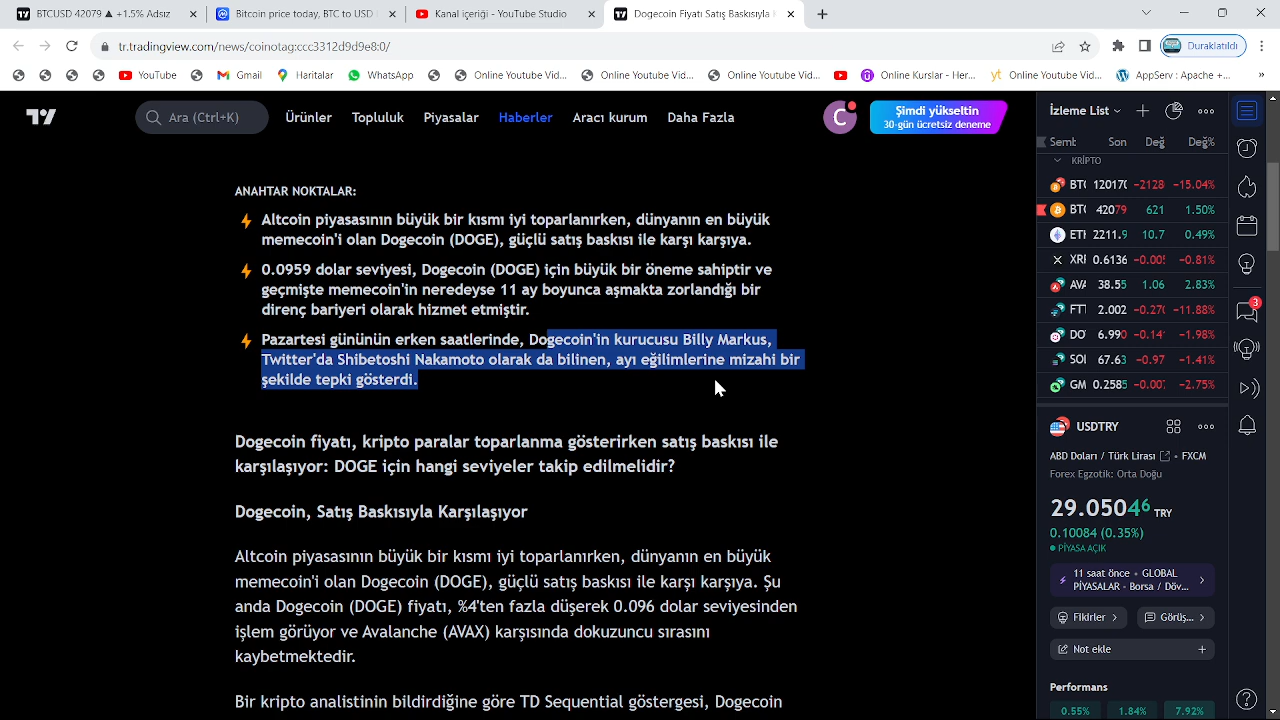 BTCUSD 42079 ▲ +1.5% Adsız
Bitcoin price today, BTC to USD
Kanal içeriği - YouTube Studio
Dogecoin Fiyatı Satış Baskısıyla
tr.tradingview.com/news/coinotag:ccc3312d9d9e8:0/
Duraklatıldı
YouTube
Gmail
Haritalar
WhatsApp
Online Youtube Vid...
Online Youtube Vid...
Online Youtube Vid...
Online Kurslar - Her...
yt Online Youtube Vid...
AppServ : Apache +...
»
Ara (Ctrl+K)
Ürünler
Topluluk
Piyasalar
Haberler
Aracı kurum
Daha Fazla
C
Şimdi yükseltin
30-gün ücretsiz deneme
ANAHTAR NOKTALAR:
Altcoin piyasasının büyük bir kısmı iyi toparlanırken, dünyanın en büyük
memecoin'i olan Dogecoin (DOGE), güçlü satış baskısı ile karşı karşıya.
0.0959 dolar seviyesi, Dogecoin (DOGE) için büyük bir öneme sahiptir ve
geçmişte memecoin'in neredeyse 11 ay boyunca aşmakta zorlandığı bir
direnç bariyeri olarak hizmet etmiştir.
Pazartesi gününün erken saatlerinde, Dogecoin'in kurucusu Billy Markus,
Twitter'da Shibetoshi Nakamoto olarak da bilinen, ayı eğilimlerine mizahi bir
şekilde tepki gösterdi.
Dogecoin fiyatı, kripto paralar toparlanma gösterirken satış baskısı ile
karşılaşıyor: DOGE için hangi seviyeler takip edilmelidir?
Dogecoin, Satış Baskısıyla Karşılaşıyor
Altcoin piyasasının büyük bir kısmı iyi toparlanırken, dünyanın en büyük
memecoin'i olan Dogecoin (DOGE), güçlü satış baskısı ile karşı karşıya. Şu
anda Dogecoin (DOGE) fiyatı, %4'ten fazla düşerek 0.096 dolar seviyesinden
işlem görüyor ve Avalanche (AVAX) karşısında dokuzuncu sırasını
kaybetmektedir.
Bir kripto analistinin bildirdiğine göre TD Sequential göstergesi, Dogecoin
İzleme List
Semb Son Değ Değ%
KRİPTO
BTC 120170 -2128 -15.04%
BTC 42079 621 1.50%
ETH 2211.9 10.7 0.49%
XRI 0.6136 -0.005 -0.81%
AVA 38.55 1.06 2.83%
FTT 2.002 -0.270 -11.88%
DO 6.990 -0.14 -1.98%
SOL 67.63 -0.97 -1.41%
GM 0.2585 -0.007 -2.75%
3
USDTRY
ABD Doları / Türk Lirası • FXCM
Forex Egzotik: Orta Doğu
29.05046 TRY
0.10084 (0.35%)
PİYASA AÇIK
11 saat önce • GLOBAL
PİYASALAR - Borsa / Döv...
Fikirler
Görüş...
Not ekle
Performans
0.55% 1.84% 7.92%